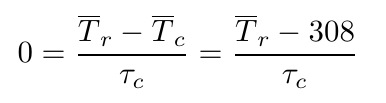 $0 = \frac{\overline{T}_r - \overline{T}_c}{\tau_c} = \frac{\overline{T}_r - 308}{\tau_c}$